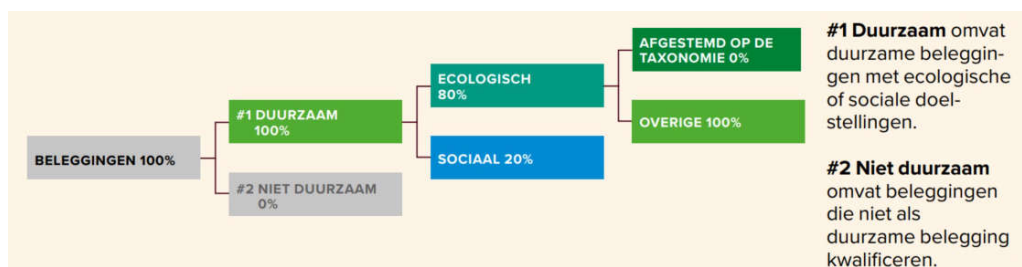 BELEGGINGEN 100%
#1 DUURZAAM
100%
#2 NIET DUURZAAM
0%
ECOLOGISCH
80%
SOCIAAL 20%
AFGESTEMD OP DE
TAXONOMIE 0%
OVERIGE 100%
#1 Duurzaam omvat
duurzame beleggin-
gen met ecologische
of sociale doel-
stellingen.
#2 Niet duurzaam
omvat beleggingen
die niet als
duurzame belegging
kwalificeren.